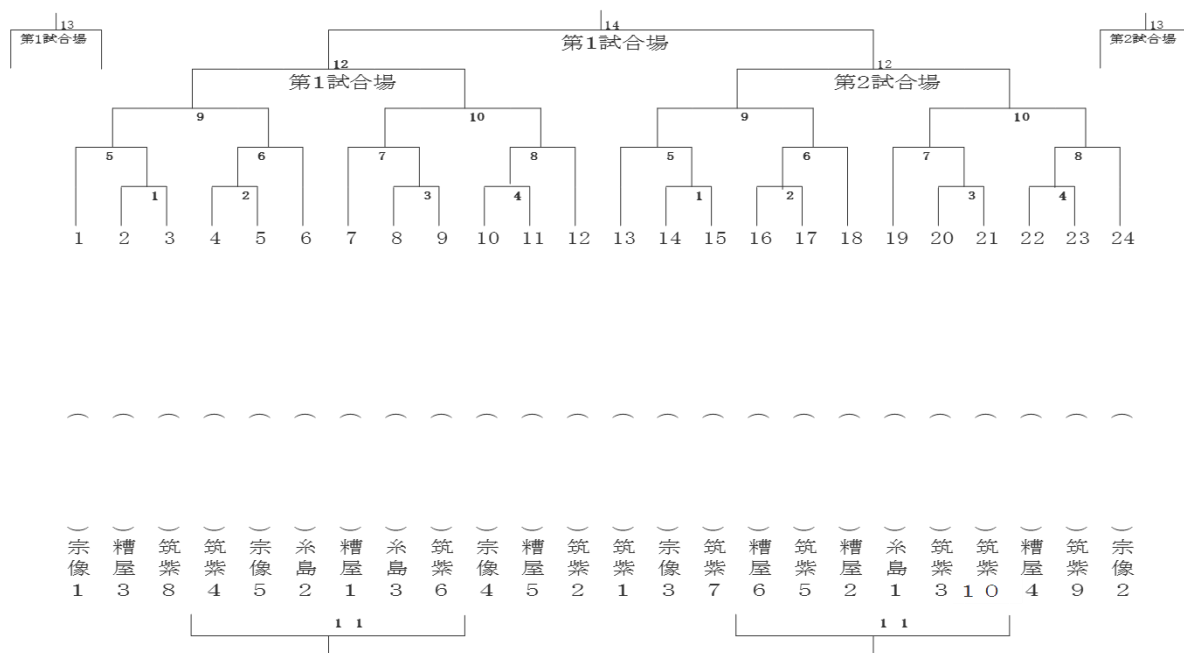 13 14 13
第1試合場 第1試合場 第2試合場
12 12
第1試合場 第2試合場
9 10 9 10
5 6 7 8 5 6 7 8
1 2 3 4 1 2 3 4
1 2 3 4 5 6 7 8 9 10 11 12 13 14 15 16 17 18 19 20 21 22 23 24
( ( ( ( ( ( ( ( ( ( ( ( ( ( ( ( ( ( ( ( ( ( ( (
) ) ) ) ) ) ) ) ) ) ) ) ) ) ) ) ) ) ) ) ) ) ) )
宗像1
糟屋3
筑紫8
筑紫4
宗像5
糸島2
糟屋1
糸島3
筑紫6
宗像4
糟屋5
筑紫2
筑紫1
宗像3
筑紫7
糟屋6
筑紫5
糟屋2
糸島1
筑紫3
筑紫10
糟屋4
筑紫9
宗像2
11 11